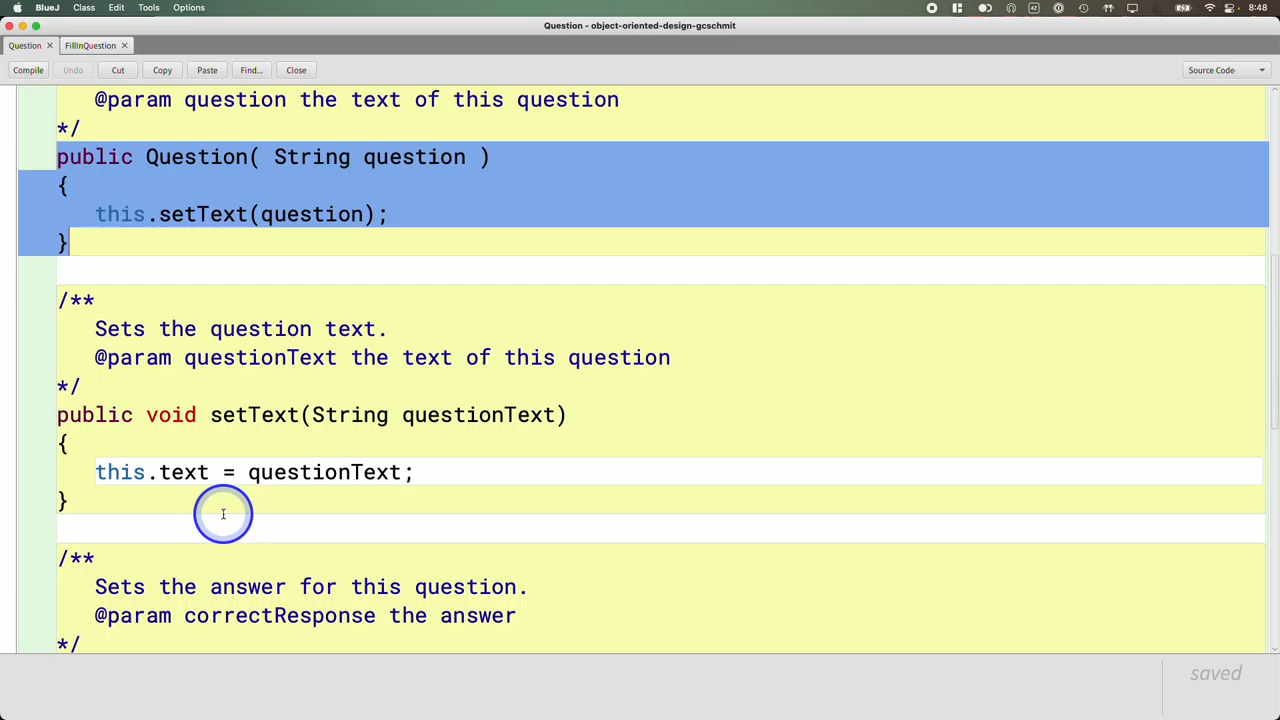 BlueJ Class Edit Tools Options 8:48
Question - object-oriented-design-gcschmit
Question FillInQuestion
Compile Undo Cut Copy Paste Find... Close Source Code
@param question the text of this question
*/
public Question( String question )
{
this.setText(question);
}
/**
Sets the question text.
@param questionText the text of this question
*/
public void setText(String questionText)
{
this.text = questionText;
}
/**
Sets the answer for this question.
@param correctResponse the answer
*/
saved